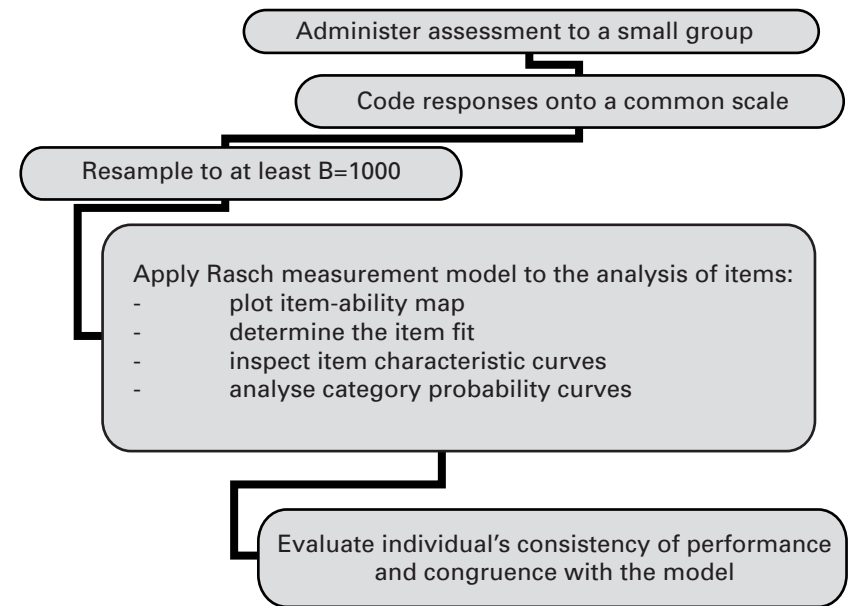 Administer assessment to a small group
Code responses onto a common scale
Resample to at least B=1000
Apply Rasch measurement model to the analysis of items:
- plot item-ability map
- determine the item fit
- inspect item characteristic curves
- analyse category probability curves
Evaluate individual's consistency of performance
and congruence with the model